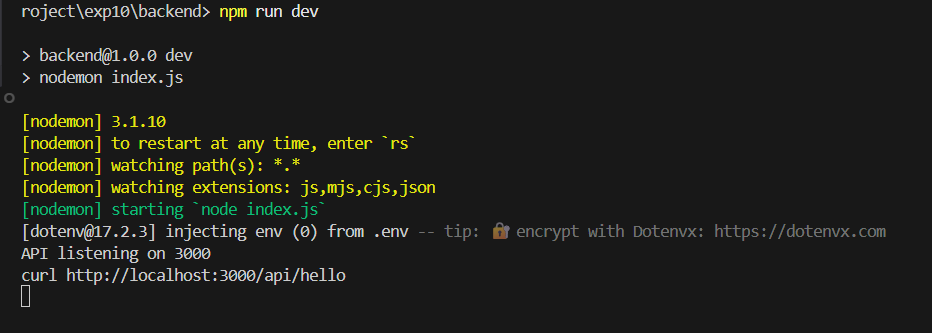 roject\exp10\backend> npm run dev
> backend@1.0.0 dev
> nodemon index.js
[nodemon] 3.1.10
[nodemon] to restart at any time, enter `rs`
[nodemon] watching path(s): *.*
[nodemon] watching extensions: js,mjs,cjs,json
[nodemon] starting `node index.js`
[dotenv@17.2.3] injecting env (0) from .env -- tip: 🔐 encrypt with Dotenvx: https://dotenvx.com
API listening on 3000
curl http://localhost:3000/api/hello